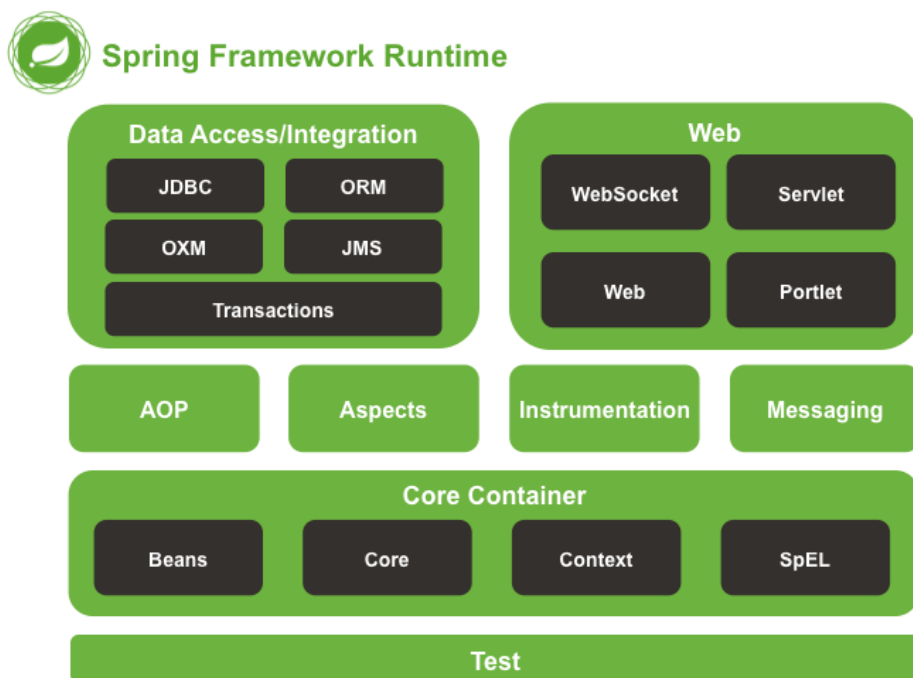 Spring Framework Runtime
Data Access/Integration
JDBC
ORM
OXM
JMS
Transactions
Web
WebSocket
Servlet
Web
Portlet
AOP
Aspects
Instrumentation
Messaging
Core Container
Beans
Core
Context
SpEL
Test